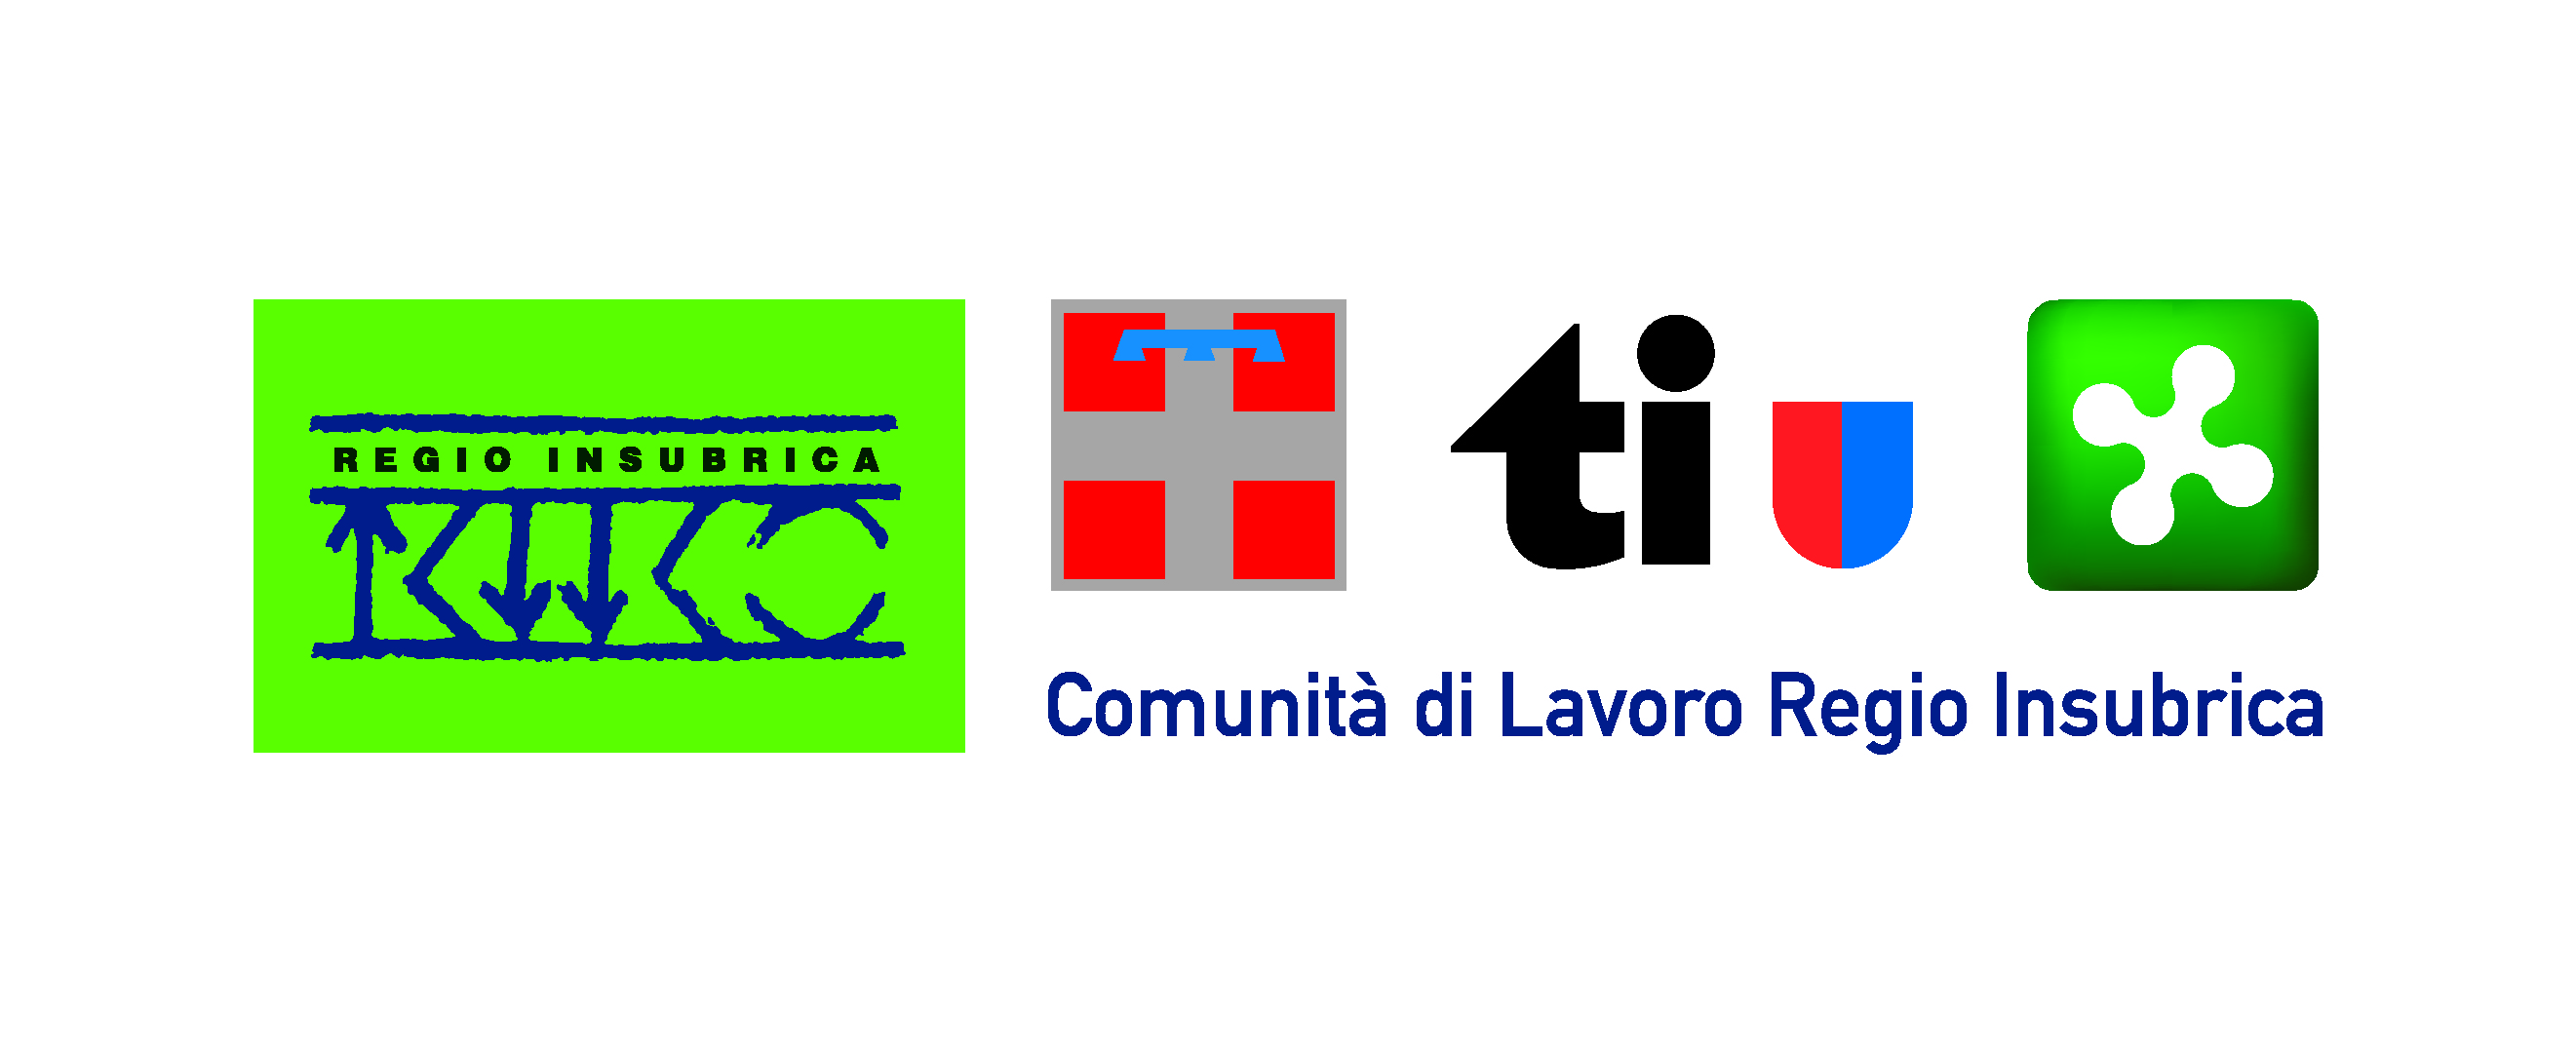 REGIO INSUBRICA
ti
Comunità di Lavoro Regio Insubrica